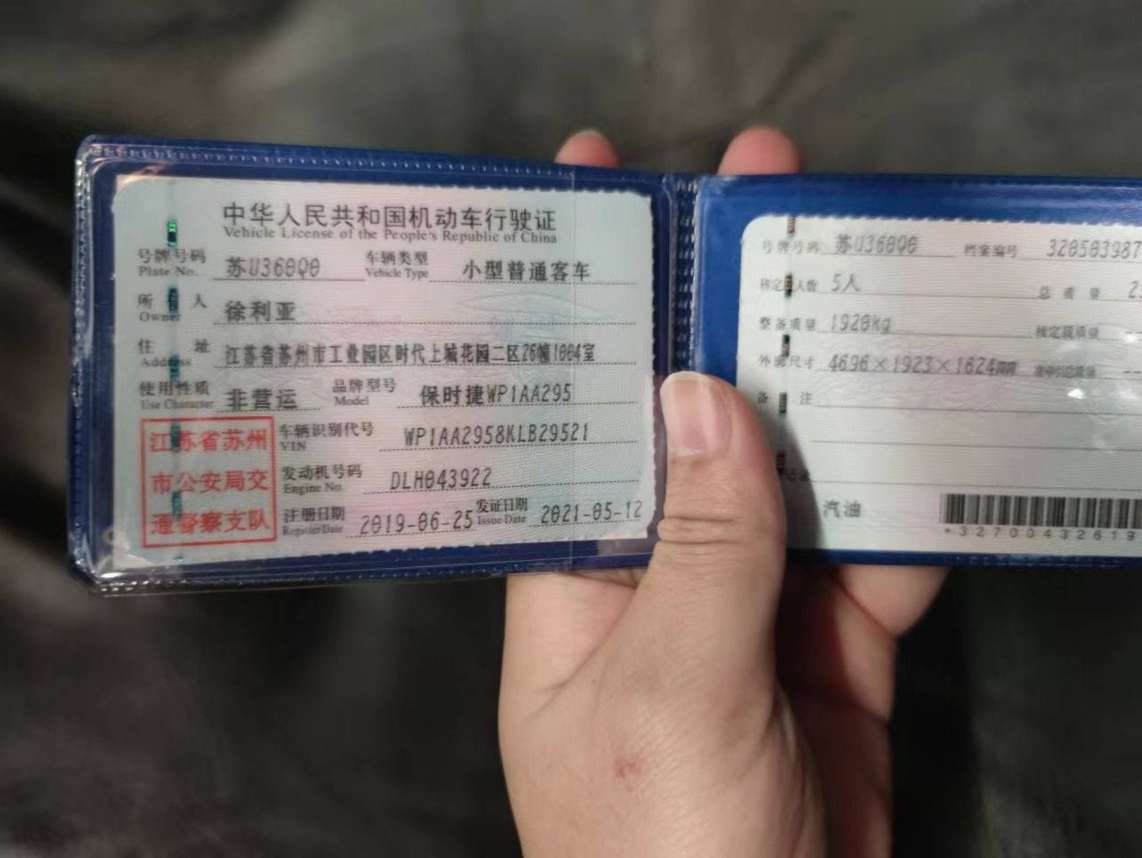 中华人民共和国机动车行驶证
Vehicle License of the People's Republic of China
号牌号码 苏U360Q0 车辆类型 小型普通客车
Plate No. Vehicle Type
所有人 徐利亚
Owner
住址 江苏省苏州市工业园区时代上城花园二区26幢1004室
Address
使用性质 非营运 品牌型号 保时捷WP1AA295
Use Character Model
江苏省苏州
市公安局交
通警察支队
车辆识别代号 WP1AA2958KLB29521
VIN
发动机号码 DLH043922
Engine No.
注册日期 2019-06-25 发证日期 2021-05-12
Register Date Issue Date
号牌号码 苏U360Q0 档案编号 320503987
核定载人数 5人 总质量 2
整备质量 1920kg 核定载质量 --
外廓尺寸 4696×1923×1624mm --
备注
记录
汽油
*32700432619